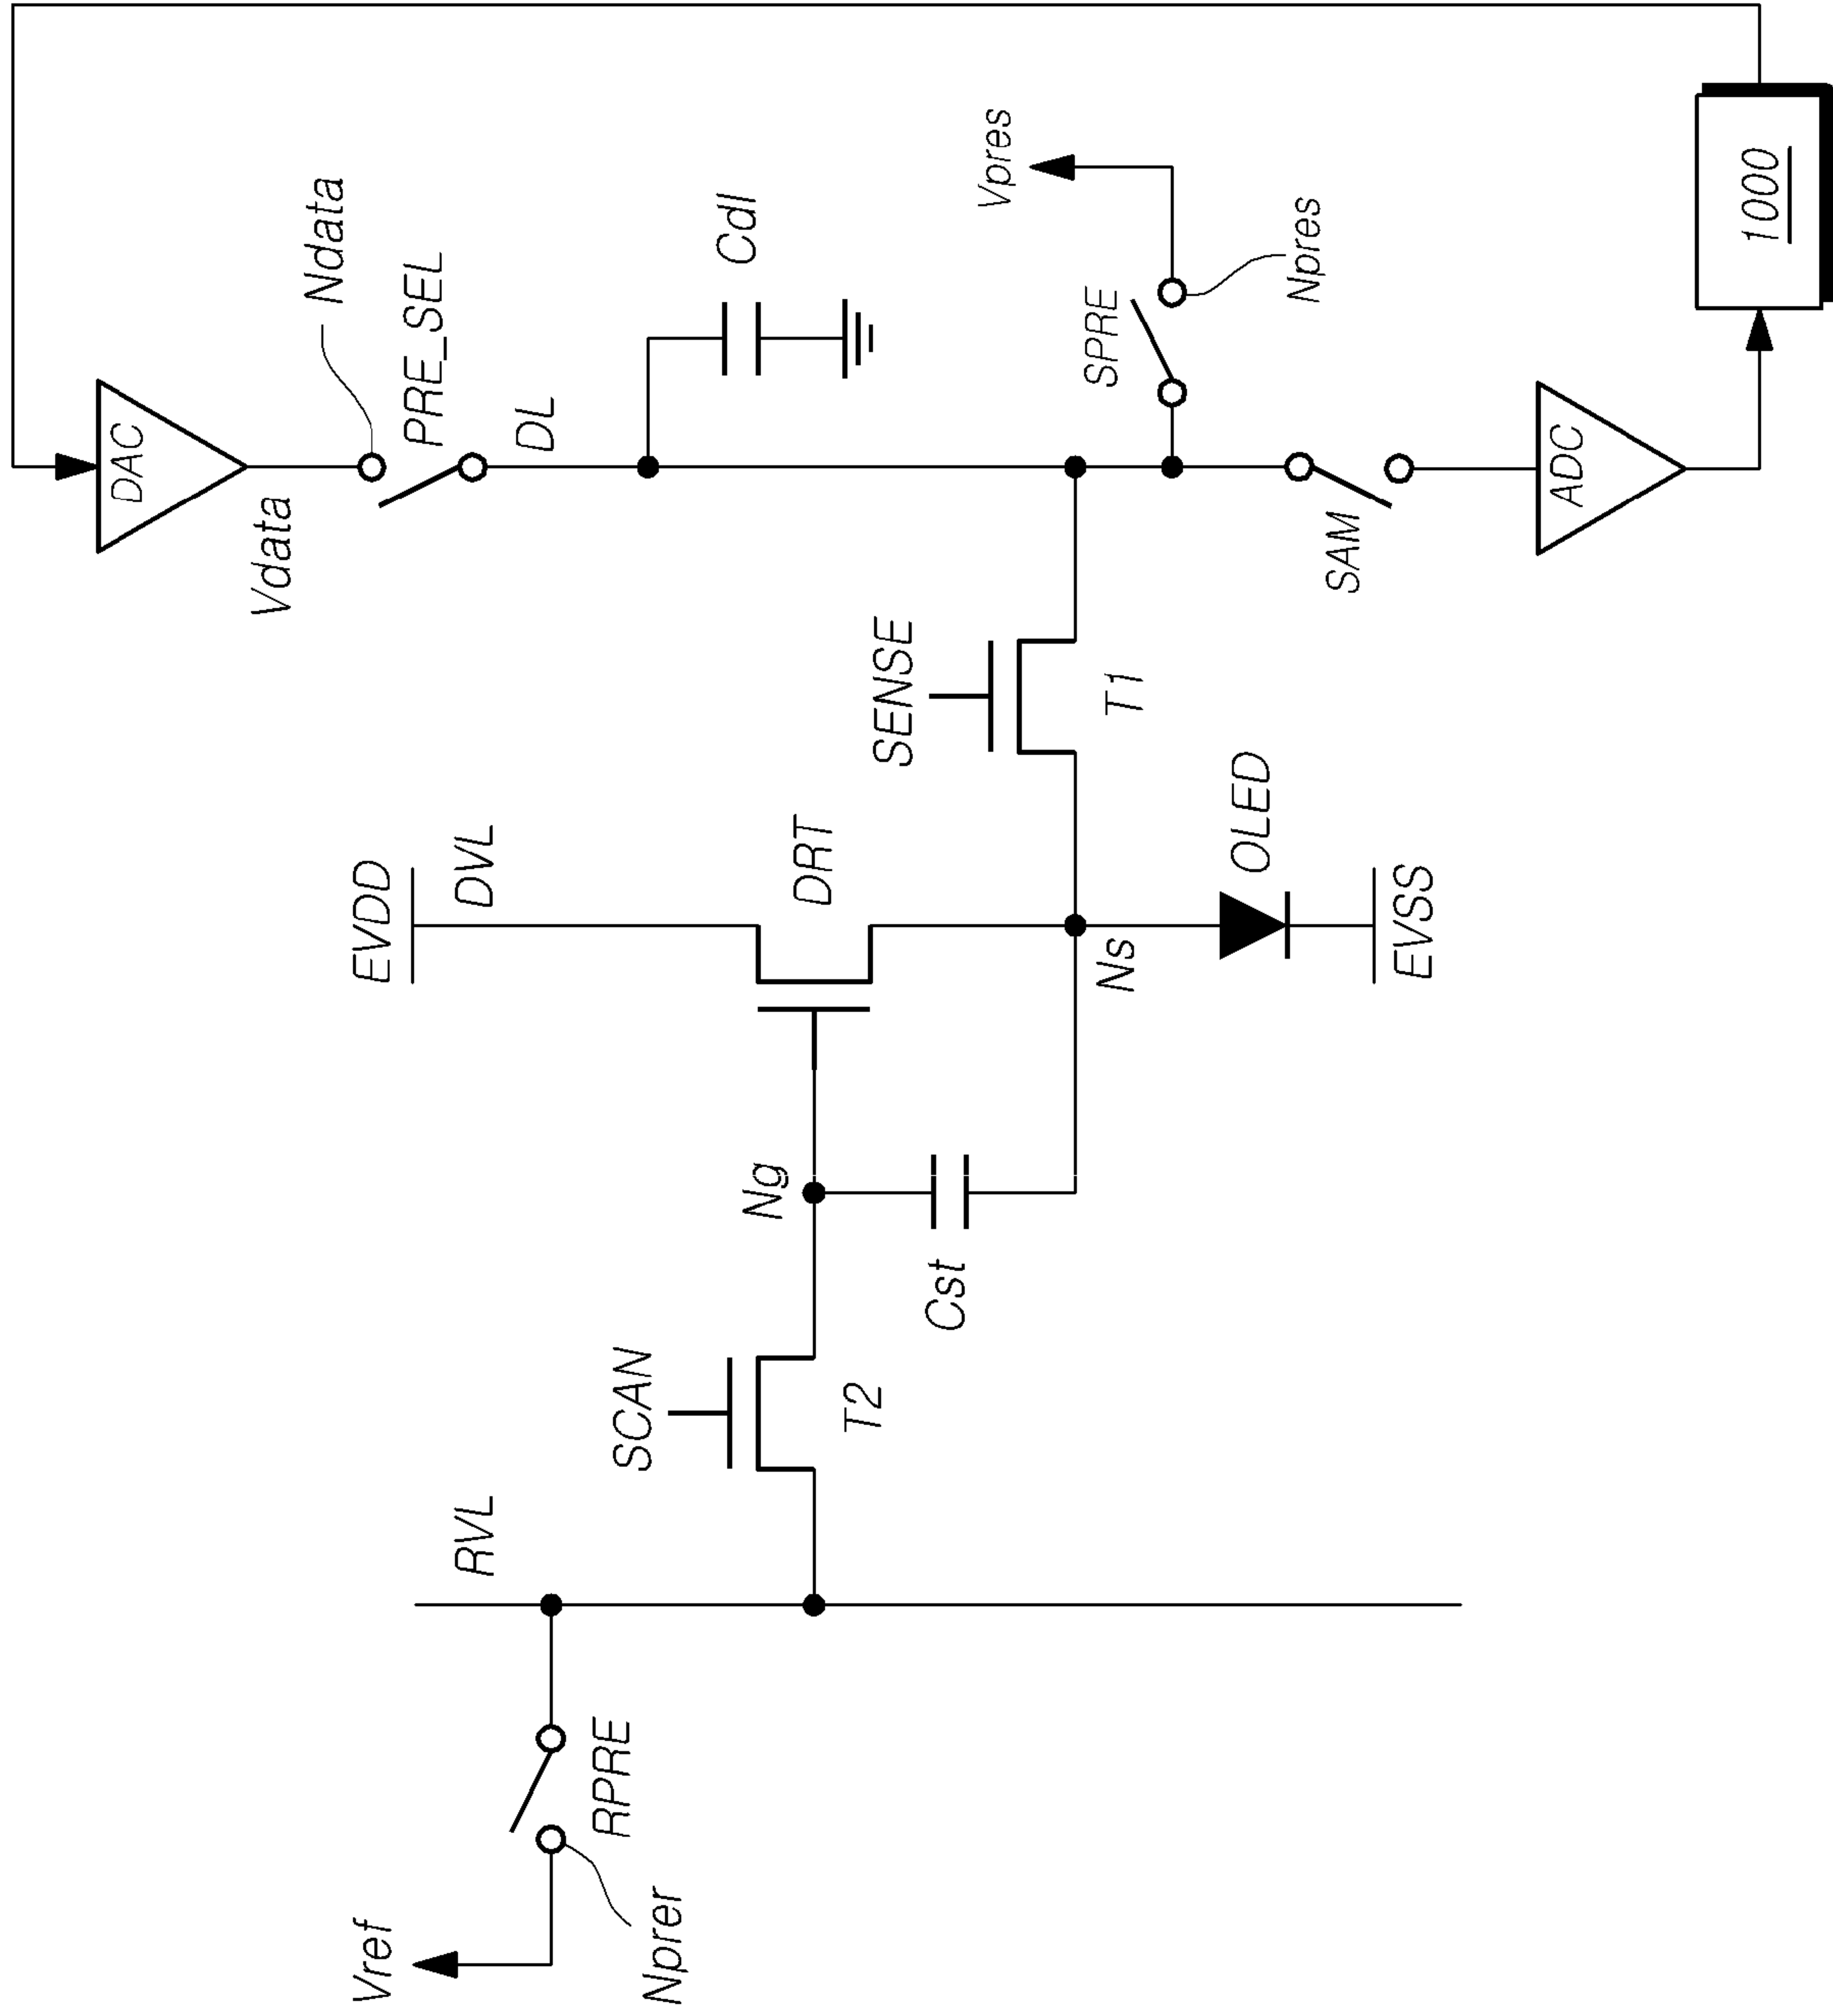 DAC
Vdata
Ndata
PRE_SEL
DL
Cdl
Vpres
SPRE
Npres
SAM
ADC
1000
SENSE
T1
EVDD
DVL
DRT
Ns
OLED
EVSS
Ng
Cst
SCAN
T2
RVL
Vref
RPRE
Nprer